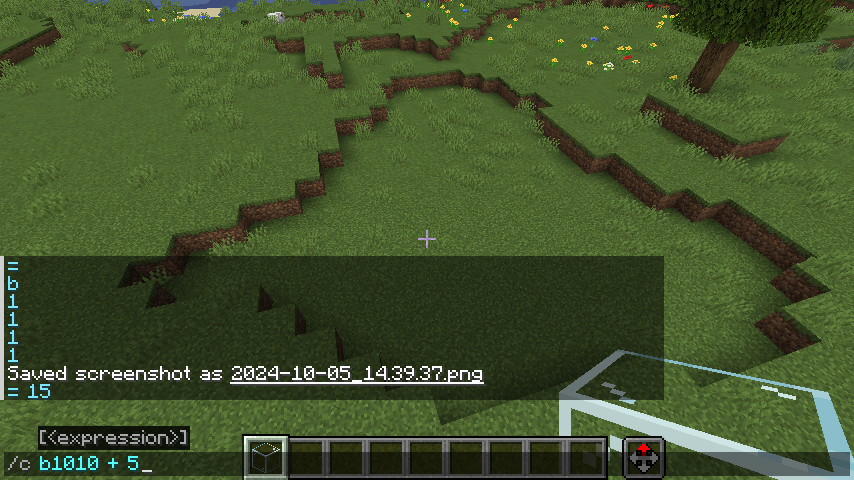 =
b
1
1
1
1
Saved screenshot as 2024-10-05_14.39.37.png
= 15
[<expression>]
/c b1010 + 5_